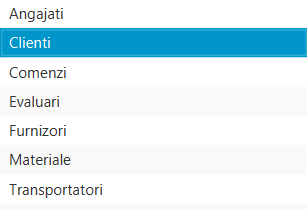 Angajati
Clienti
Comenzi
Evaluari
Furnizori
Materiale
Transportatori